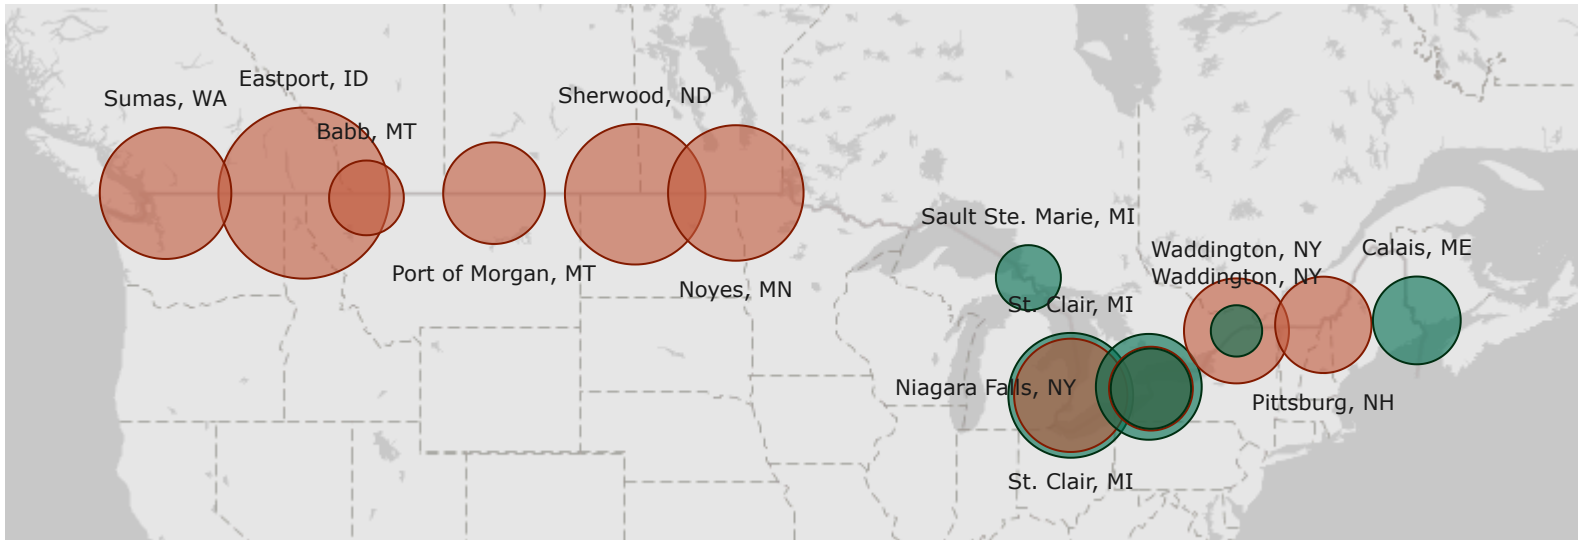 Eastport, ID
Sumas, WA
Sherwood, ND
Babb, MT
Sault Ste. Marie, MI
Waddington, NY
Calais, ME
Port of Morgan, MT
Waddington, NY
Noyes, MN
St. Clair, MI
Niagara Falls, NY
Pittsburg, NH
St. Clair, MI